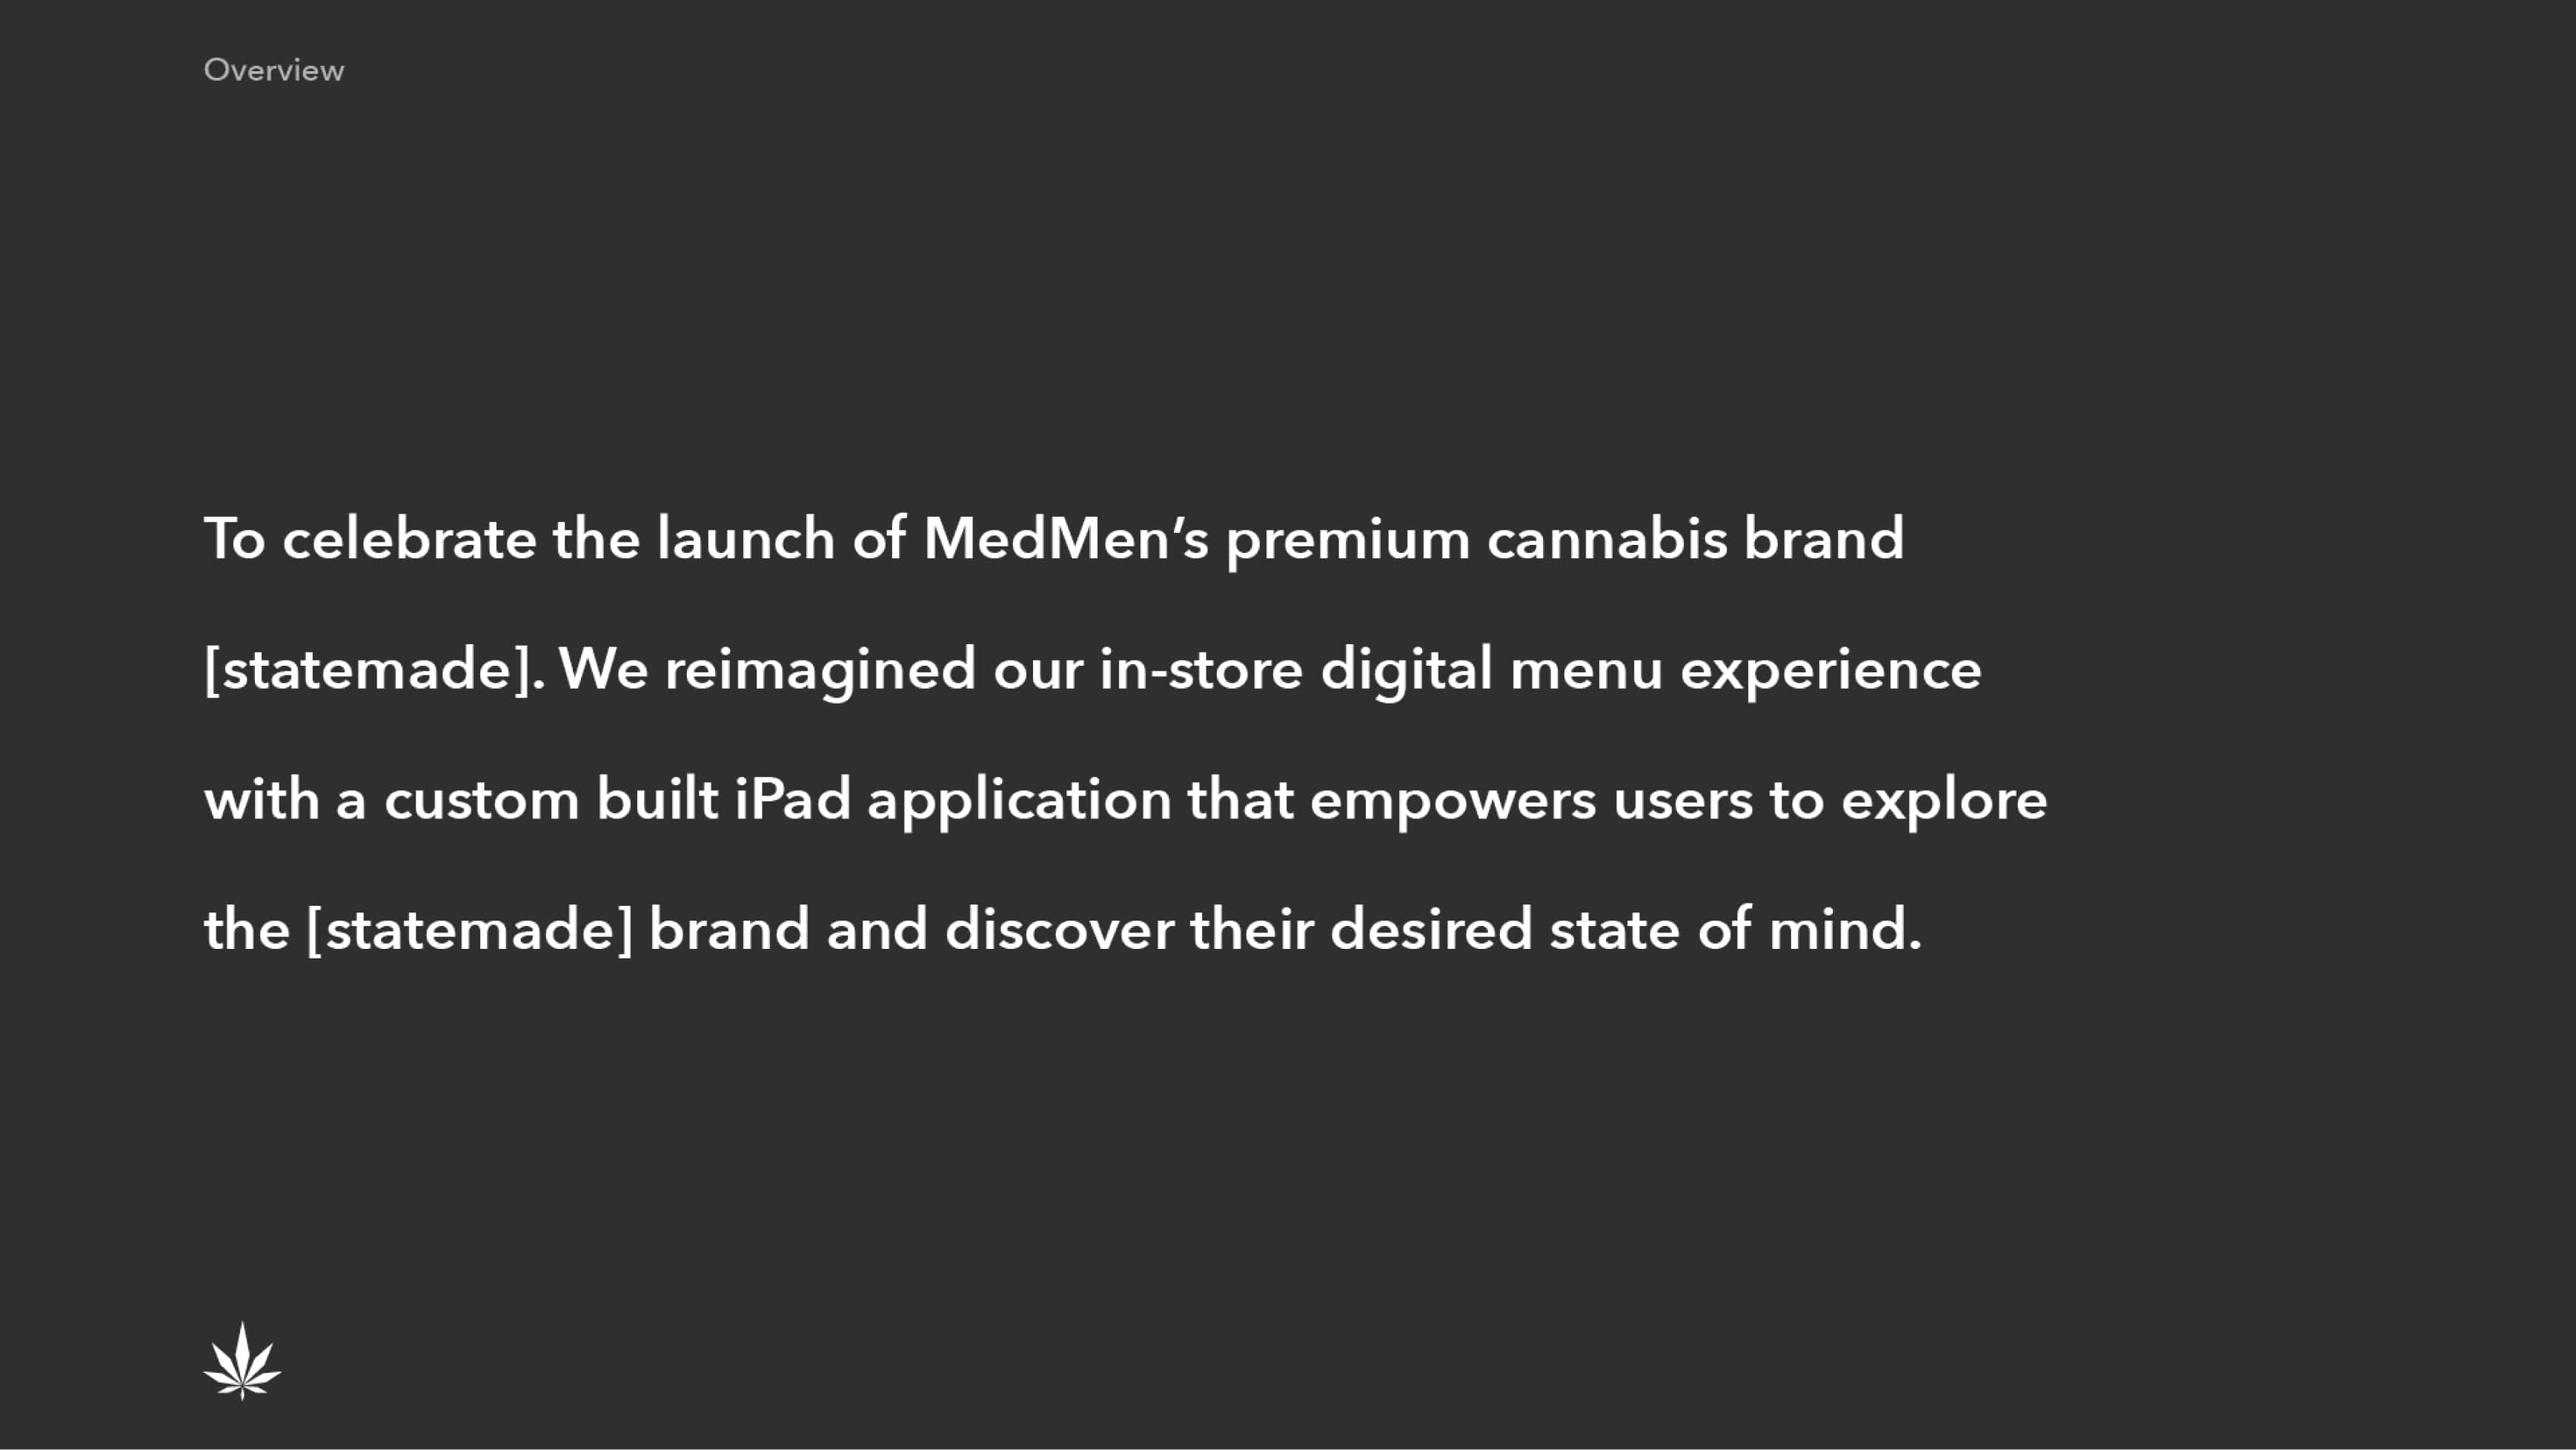 Overview
To celebrate the launch of MedMen’s premium cannabis brand
[statemade]. We reimagined our in-store digital menu experience
with a custom built iPad application that empowers users to explore
the [statemade] brand and discover their desired state of mind.